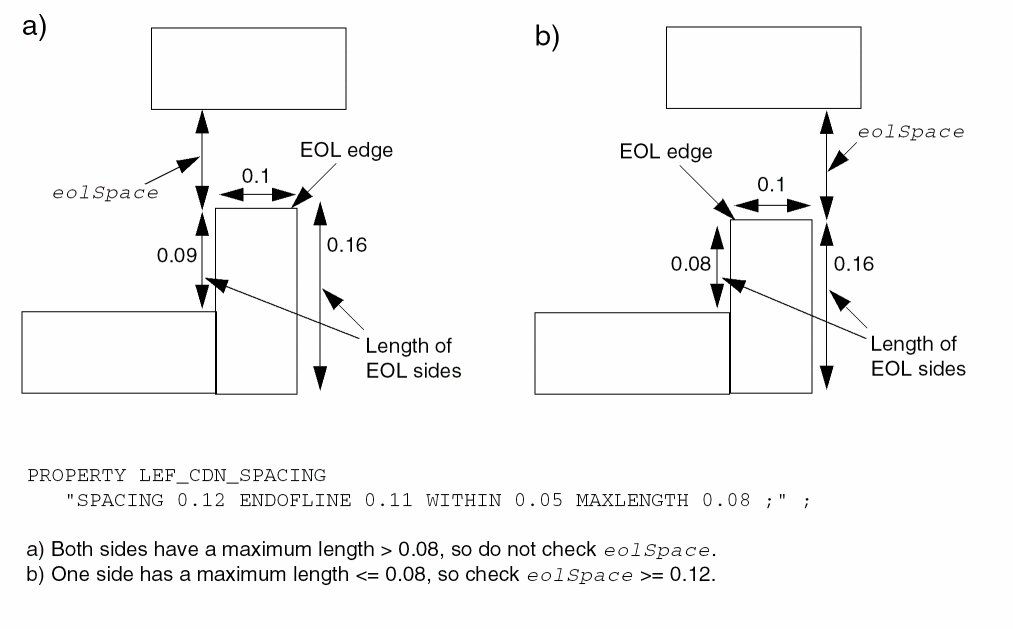 a)
b)
eolSpace
EOL edge
EOL edge
0.1
eolSpace
0.1
0.09
0.16
0.08
0.16
Length of
EOL sides
Length of
EOL sides
PROPERTY LEF_CDN_SPACING
"SPACING 0.12 ENDOFLINE 0.11 WITHIN 0.05 MAXLENGTH 0.08 ;" ;
a) Both sides have a maximum length > 0.08, so do not check eolSpace.
b) One side has a maximum length <= 0.08, so check eolSpace >= 0.12.